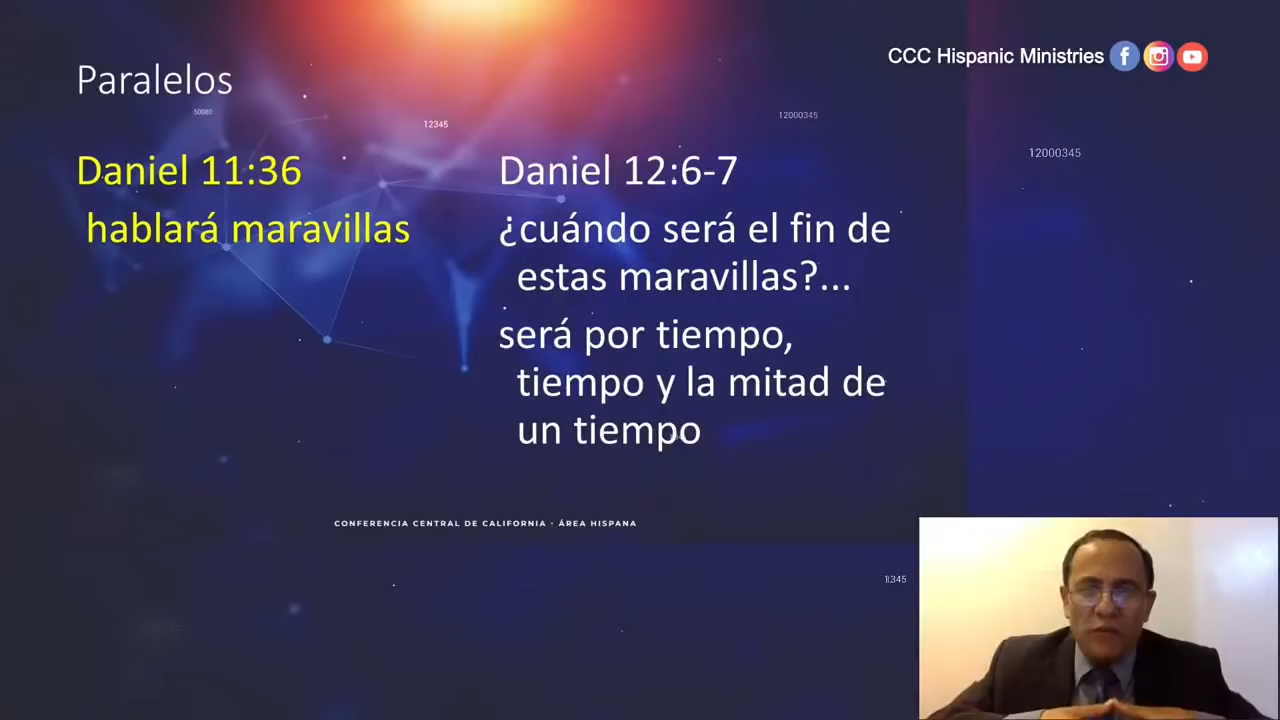 CCC Hispanic Ministries
Paralelos
50080
12345
12000345
12000345
Daniel 11:36
hablará maravillas
Daniel 12:6-7
¿cuándo será el fin de
estas maravillas?...
será por tiempo,
tiempo y la mitad de
un tiempo
CONFERENCIA CENTRAL DE CALIFORNIA - ÁREA HISPANA